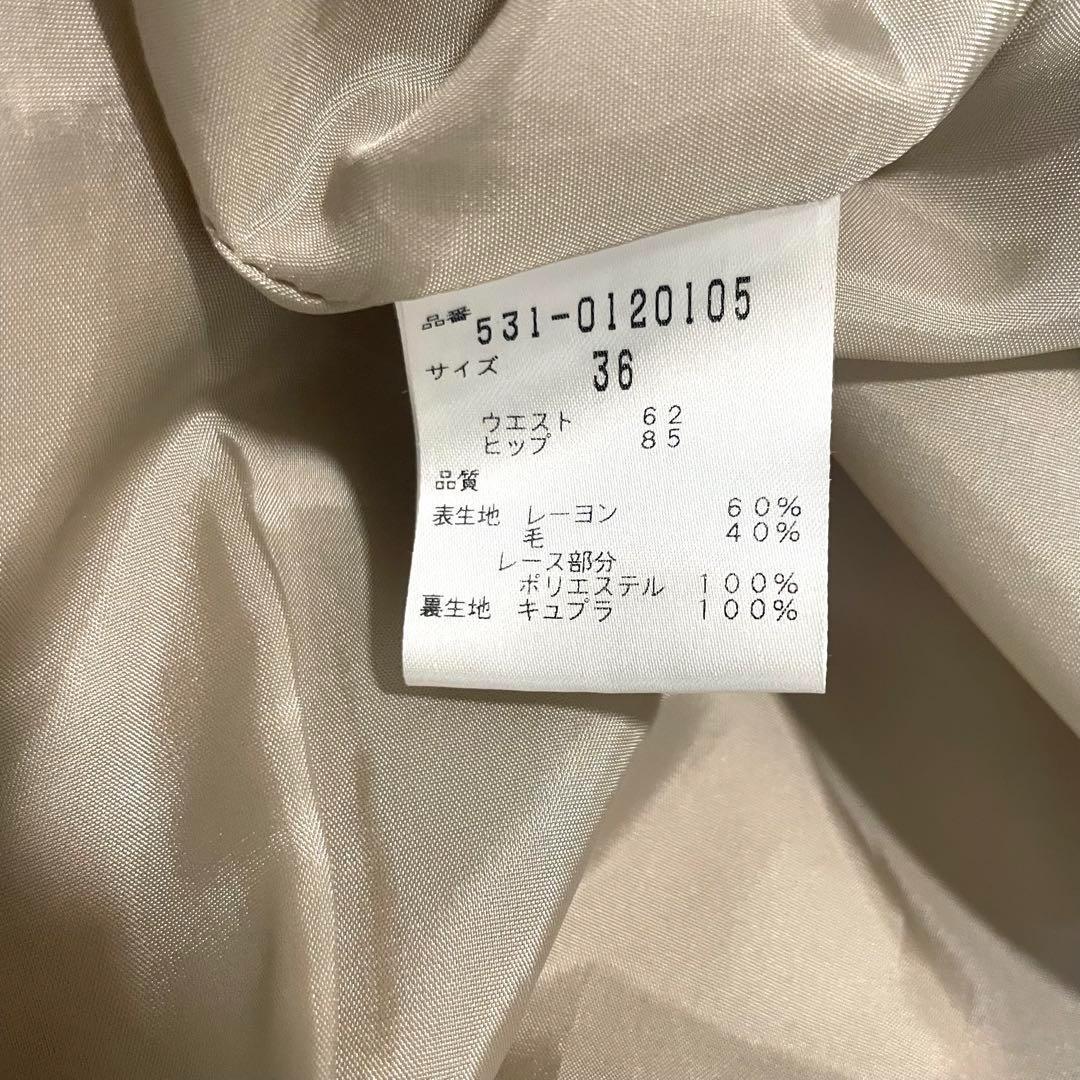 品番 531-0120105
サイズ 36
ウエスト 62
ヒップ 85
品質
表生地 レーヨン 60%
毛 40%
レース部分
ポリエステル 100%
裏生地 キュプラ 100%